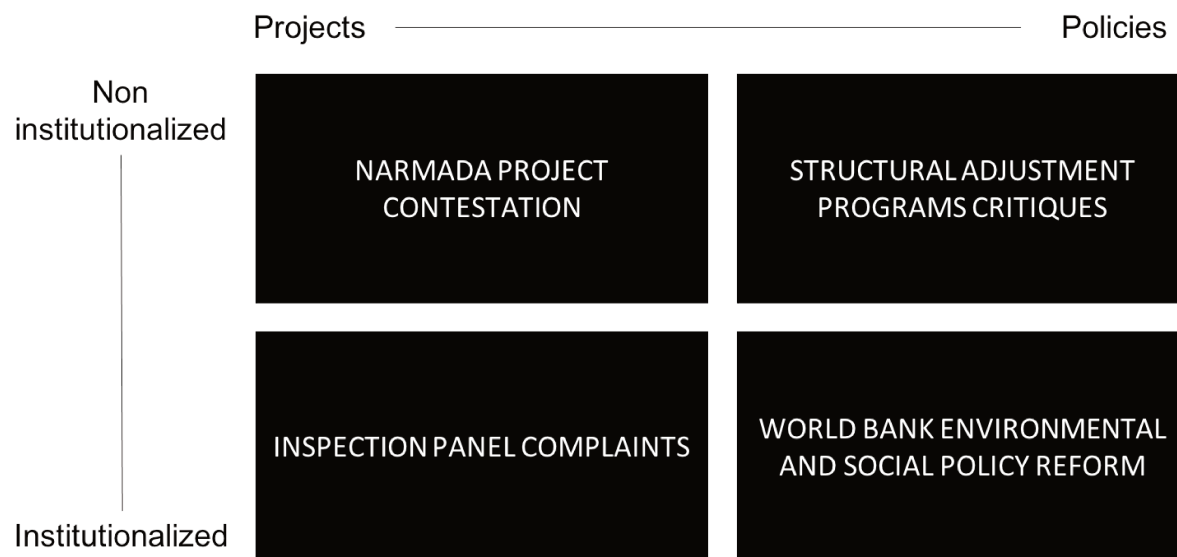 Projects
Policies
Non
institutionalized
NARMADA PROJECT
CONTESTATION
STRUCTURAL ADJUSTMENT
PROGRAMS CRITIQUES
INSPECTION PANEL COMPLAINTS
WORLD BANK ENVIRONMENTAL
AND SOCIAL POLICY REFORM
Institutionalized